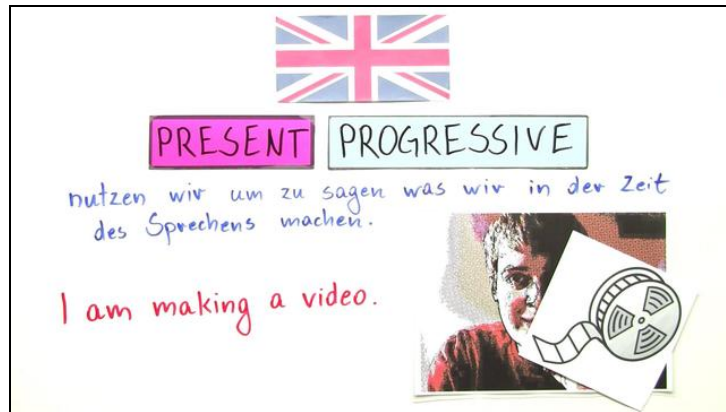 PRESENT PROGRESSIVE
nutzen wir um zu sagen was wir in der Zeit
des Sprechens machen.
I am making a video.